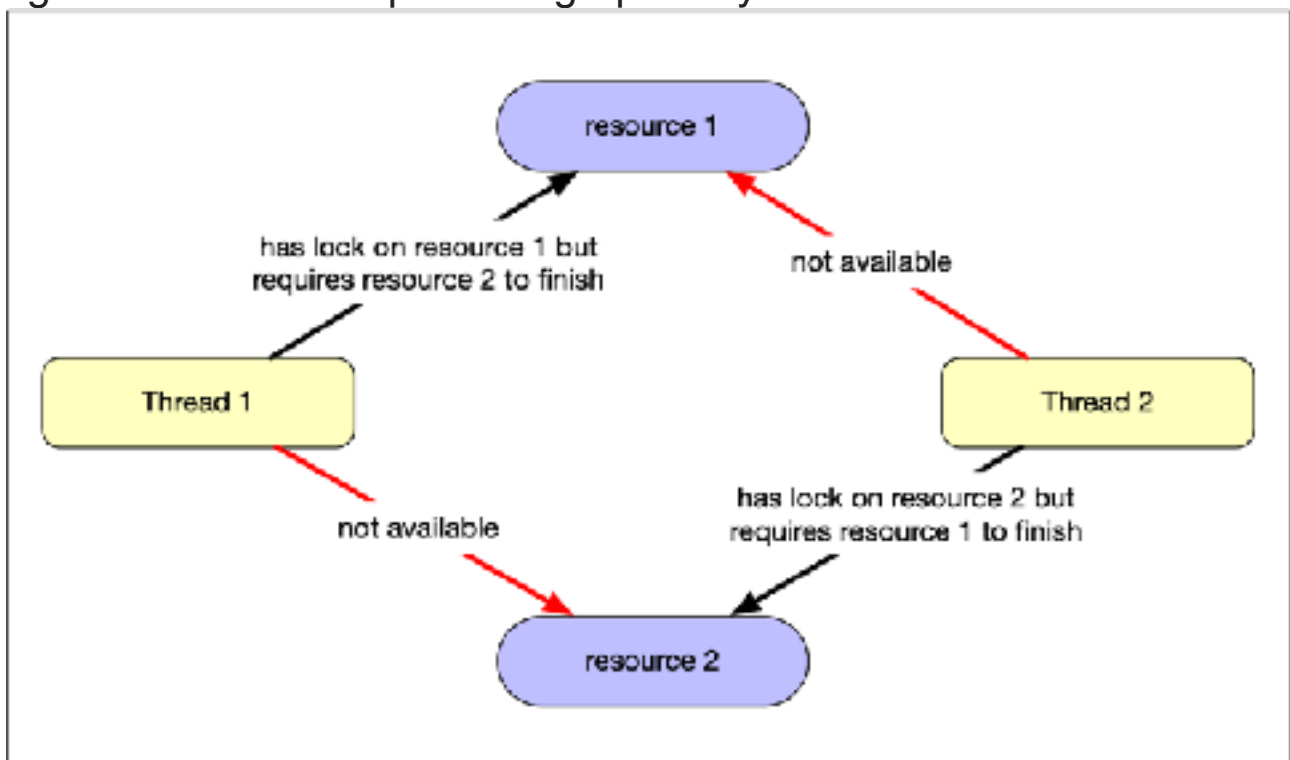 resource 1
has lock on resource 1 but
requires resource 2 to finish
not available
Thread 1
Thread 2
not available
has lock on resource 2 but
requires resource 1 to finish
resource 2